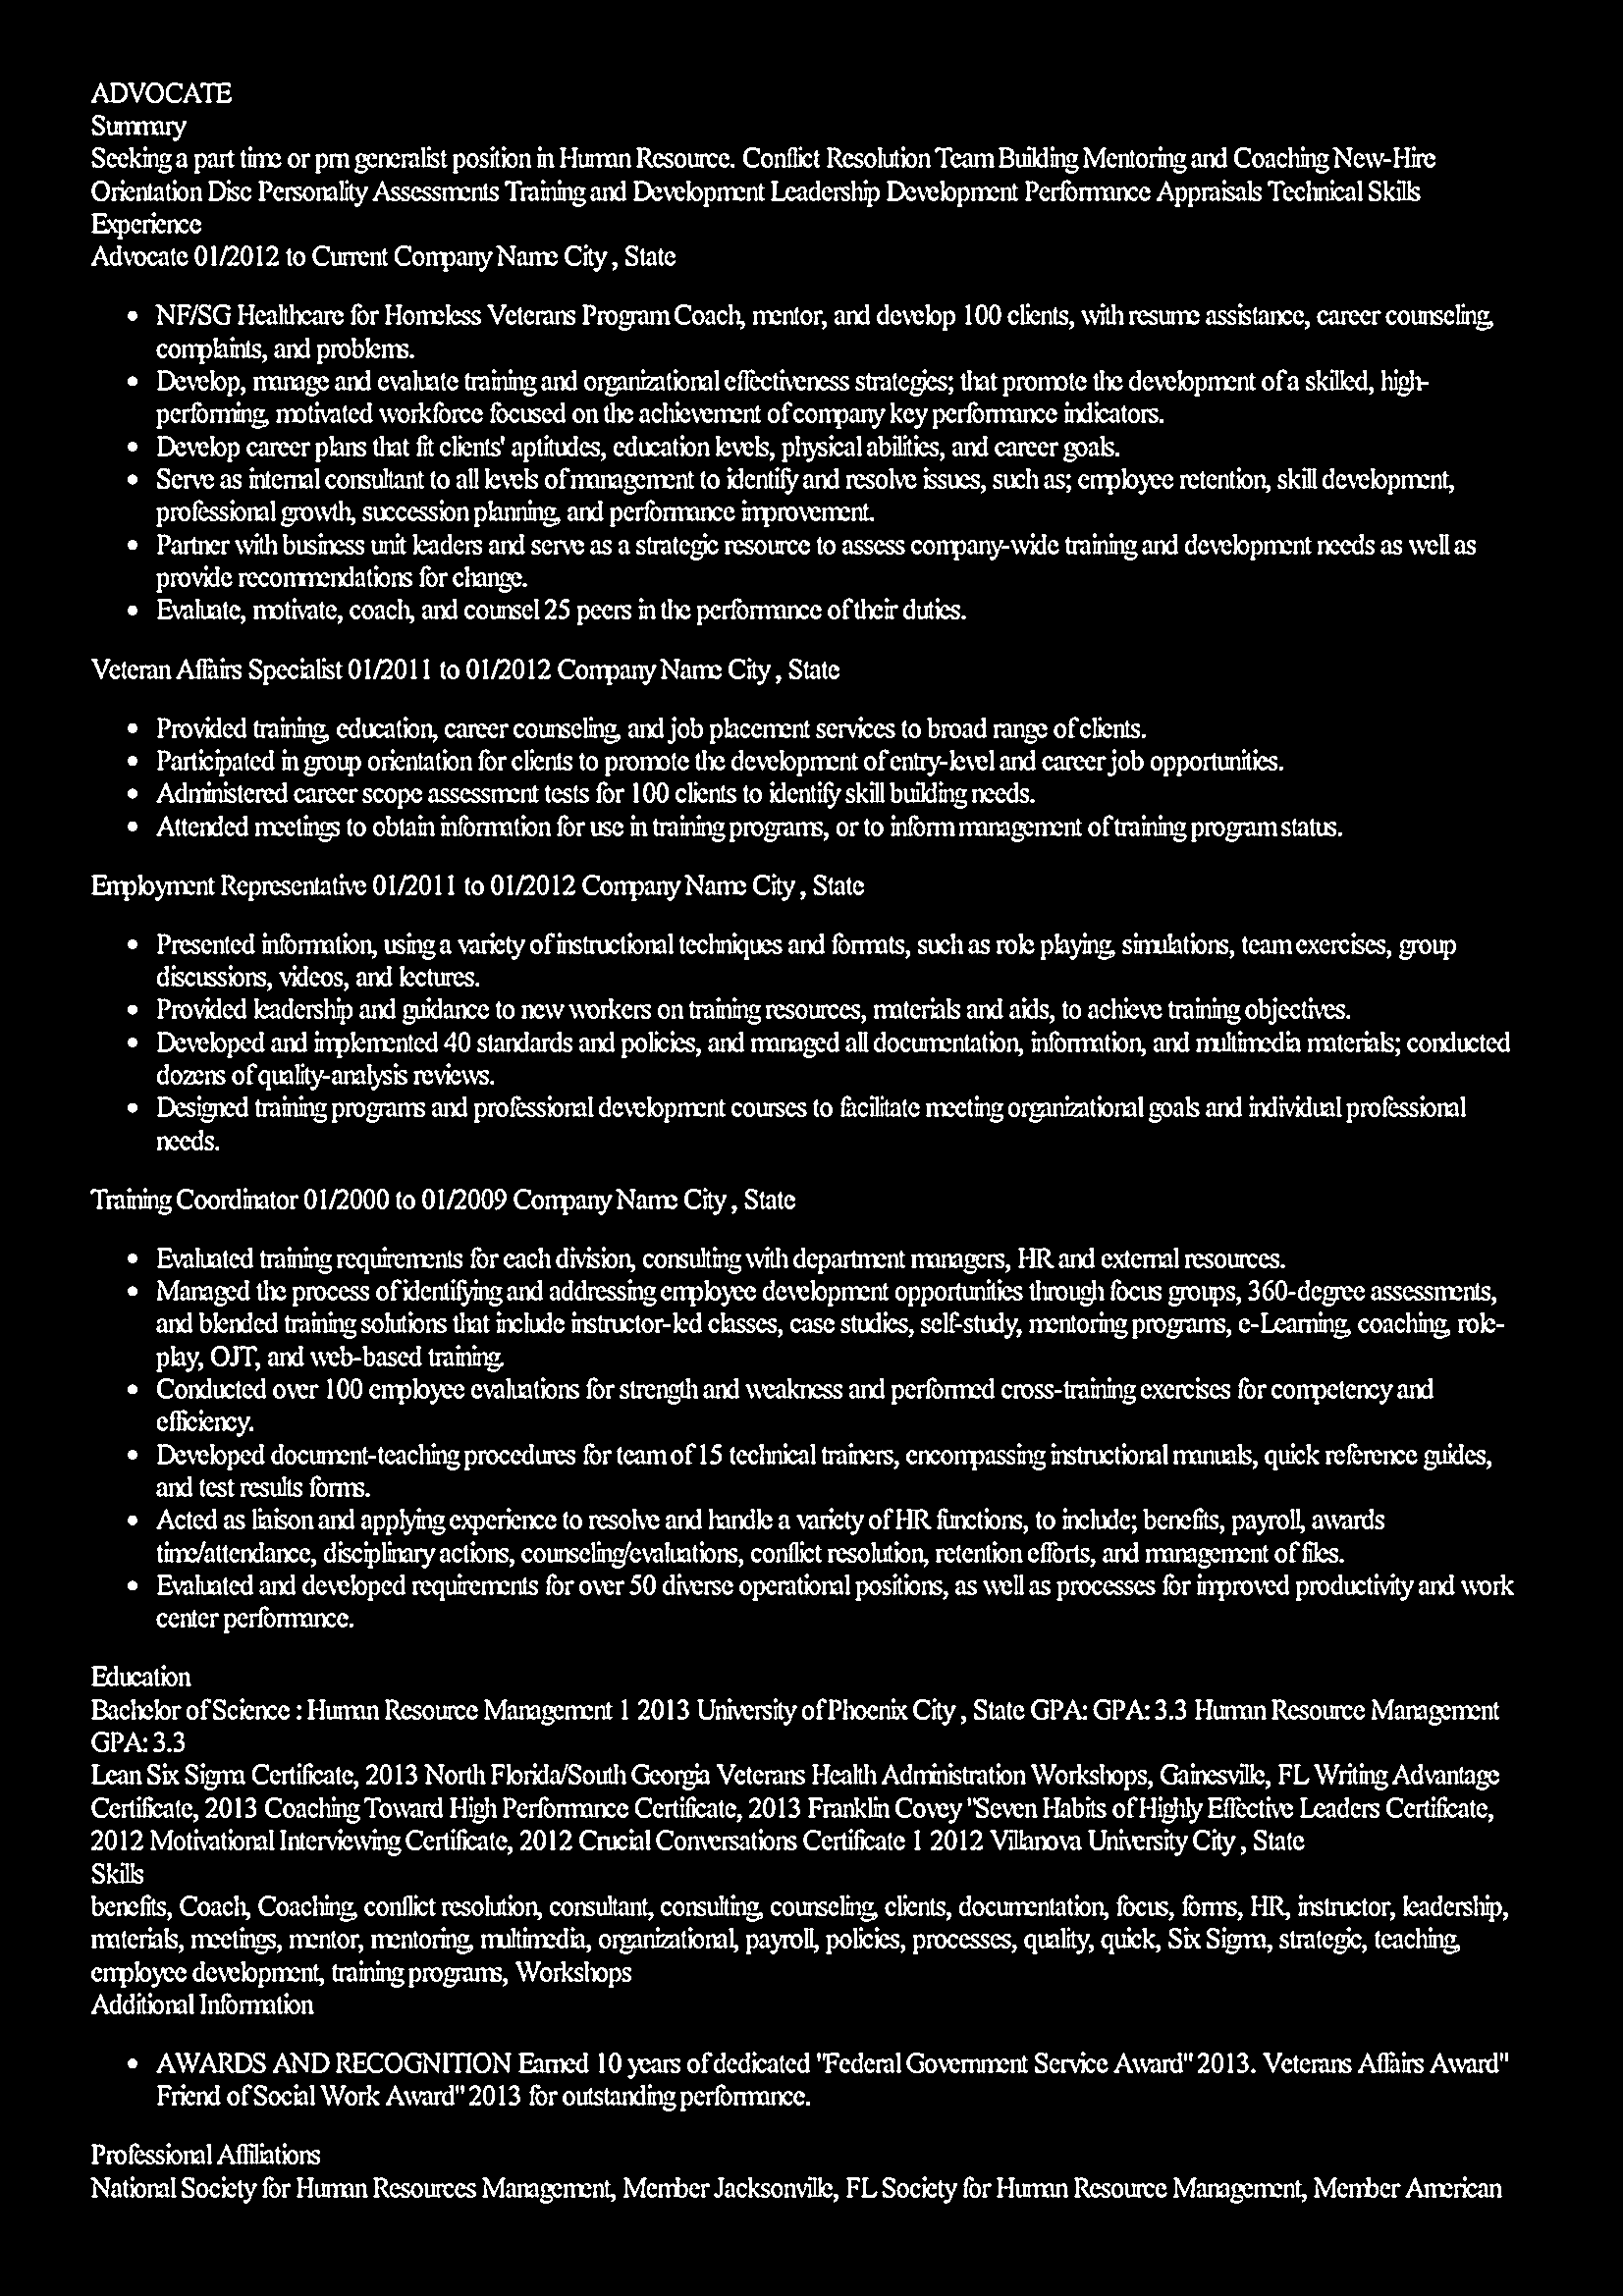 ADVOCATE
Summary
Seeking a part time or prn generalist position in Human Resource. Conflict Resolution Team Building Mentoring and Coaching New-Hire
Orientation Disc Personality Assessments Training and Development Leadership Development Performance Appraisals Technical Skills
Experience
Advocate 01/2012 to Current Company Name City , State
• NF/SG Healthcare for Homeless Veterans Program Coach, mentor, and develop 100 clients, with resume assistance, career counseling,
complaints, and problems.
• Develop, manage and evaluate training and organizational effectiveness strategies; that promote the development of a skilled, high-
performing, motivated workforce focused on the achievement of company key performance indicators.
• Develop career plans that fit clients' aptitudes, education levels, physical abilities, and career goals.
• Serve as internal consultant to all levels of management to identify and resolve issues, such as; employee retention, skill development,
professional growth, succession planning, and performance improvement.
• Partner with business unit leaders and serve as a strategic resource to assess company-wide training and development needs as well as
provide recommendations for change.
• Evaluate, motivate, coach, and counsel 25 peers in the performance of their duties.
Veteran Affairs Specialist 01/2011 to 01/2012 Company Name City , State
• Provided training, education, career counseling, and job placement services to broad range of clients.
• Participated in group orientation for clients to promote the development of entry-level and career job opportunities.
• Administered career scope assessment tests for 100 clients to identify skill building needs.
• Attended meetings to obtain information for use in training programs, or to inform management of training program status.
Employment Representative 01/2011 to 01/2012 Company Name City , State
• Presented information, using a variety of instructional techniques and formats, such as role playing, simulations, team exercises, group
discussions, videos, and lectures.
• Provided leadership and guidance to new workers on training resources, materials and aids, to achieve training objectives.
• Developed and implemented 40 standards and policies, and managed all documentation, information, and multimedia materials; conducted
dozens of quality-analysis reviews.
• Designed training programs and professional development courses to facilitate meeting organizational goals and individual professional
needs.
Training Coordinator 01/2000 to 01/2009 Company Name City , State
• Evaluated training requirements for each division, consulting with department managers, HR and external resources.
• Managed the process of identifying and addressing employee development opportunities through focus groups, 360-degree assessments,
and blended training solutions that include instructor-led classes, case studies, self-study, mentoring programs, e-Learning, coaching, role-
play, OJT, and web-based training.
• Conducted over 100 employee evaluations for strength and weakness and performed cross-training exercises for competency and
efficiency.
• Developed document-teaching procedures for team of 15 technical trainers, encompassing instructional manuals, quick reference guides,
and test results forms.
• Acted as liaison and applying experience to resolve and handle a variety of HR functions, to include; benefits, payroll, awards
time/attendance, disciplinary actions, counseling/evaluations, conflict resolution, retention efforts, and management of files.
• Evaluated and developed requirements for over 50 diverse operational positions, as well as processes for improved productivity and work
center performance.
Education
Bachelor of Science : Human Resource Management 1 2013 University of Phoenix City , State GPA: GPA: 3.3 Human Resource Management
GPA: 3.3
Lean Six Sigma Certificate, 2013 North Florida/South Georgia Veterans Health Administration Workshops, Gainesville, FL Writing Advantage
Certificate, 2013 Coaching Toward High Performance Certificate, 2013 Franklin Covey "Seven Habits of Highly Effective Leaders Certificate,
2012 Motivational Interviewing Certificate, 2012 Crucial Conversations Certificate 1 2012 Villanova University City , State
Skills
benefits, Coach, Coaching, conflict resolution, consultant, consulting, counseling, clients, documentation, focus, forms, HR, instructor, leadership,
materials, meetings, mentor, mentoring, multimedia, organizational, payroll, policies, processes, quality, quick, Six Sigma, strategic, teaching,
employee development, training programs, Workshops
Additional Information
• AWARDS AND RECOGNITION Earned 10 years of dedicated "Federal Government Service Award" 2013. Veterans Affairs Award"
Friend of Social Work Award" 2013 for outstanding performance.
Professional Affiliations
National Society for Human Resources Management, Member Jacksonville, FL Society for Human Resource Management, Member American